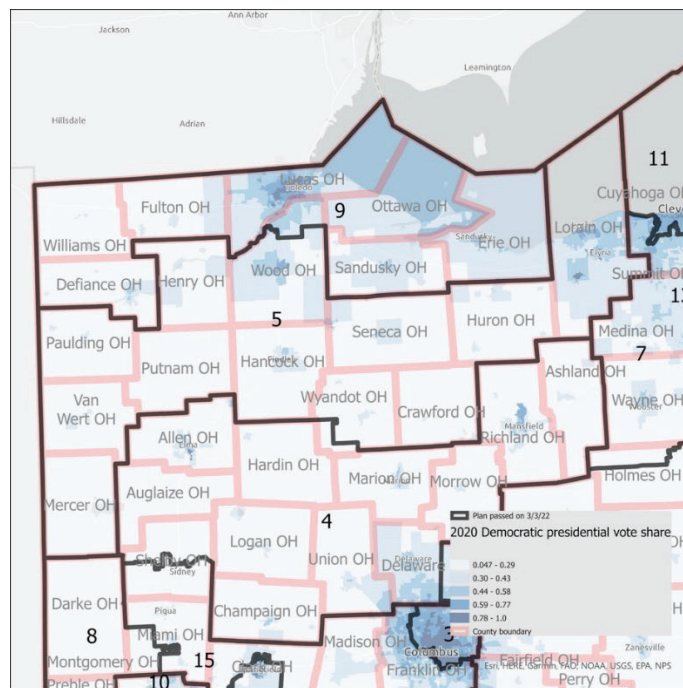 Ann Arbor
Jackson
Leamington
Hillsdale
Adrian
11
Cuyahoga OH
Lucas OH
Toledo
Fulton OH
9
Ottawa OH
Lorain OH
Williams OH
Sandusky
Erie OH
Elyria
Wood OH
Sandusky OH
Summit OH
Defiance OH
Henry OH
5
Huron OH
Medina OH
Paulding OH
Seneca OH
7
Putnam OH
Hancock OH
Ashland OH
Van
Wert OH
Wyandot OH
Crawford OH
Wayne OH
Wooster
Allen OH
Lima
Mansfield
Richland OH
Hardin OH
Marion OH
Morrow OH
Holmes OH
Mercer OH
Auglaize OH
4
Logan OH
Union OH
Plan passed on 3/3/22
2020 Democratic presidential vote share
Shelby OH
Sidney
Delaware
Delaware
0.047 - 0.29
0.30 - 0.43
0.44 - 0.58
0.59 - 0.77
0.78 - 1.0
County boundary
Darke OH
Piqua
Champaign OH
8
Miami OH
Madison OH
3
Columbus
Zanesville
Montgomery OH
15
Franklin OH
Fairfield OH
Esri, HERE, Garmin, FAO, NOAA, USGS, EPA, NPS
Preble OH
10
Perry OH